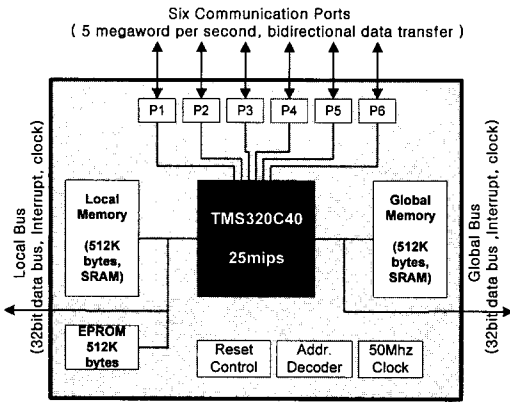 Six Communication Ports
( 5 megaword per second, bidirectional data transfer )
P1 P2 P3 P4 P5 P6
Local Bus
(32bit data bus, Interrupt, clock)
Local
Memory
(512K
bytes,
SRAM)
TMS320C40
25mips
Global
Memory
(512K
bytes,
SRAM)
Global Bus
(32bit data bus ,Interrupt, clock)
EPROM
512K
bytes
Reset
Control
Addr.
Decoder
50Mhz
Clock